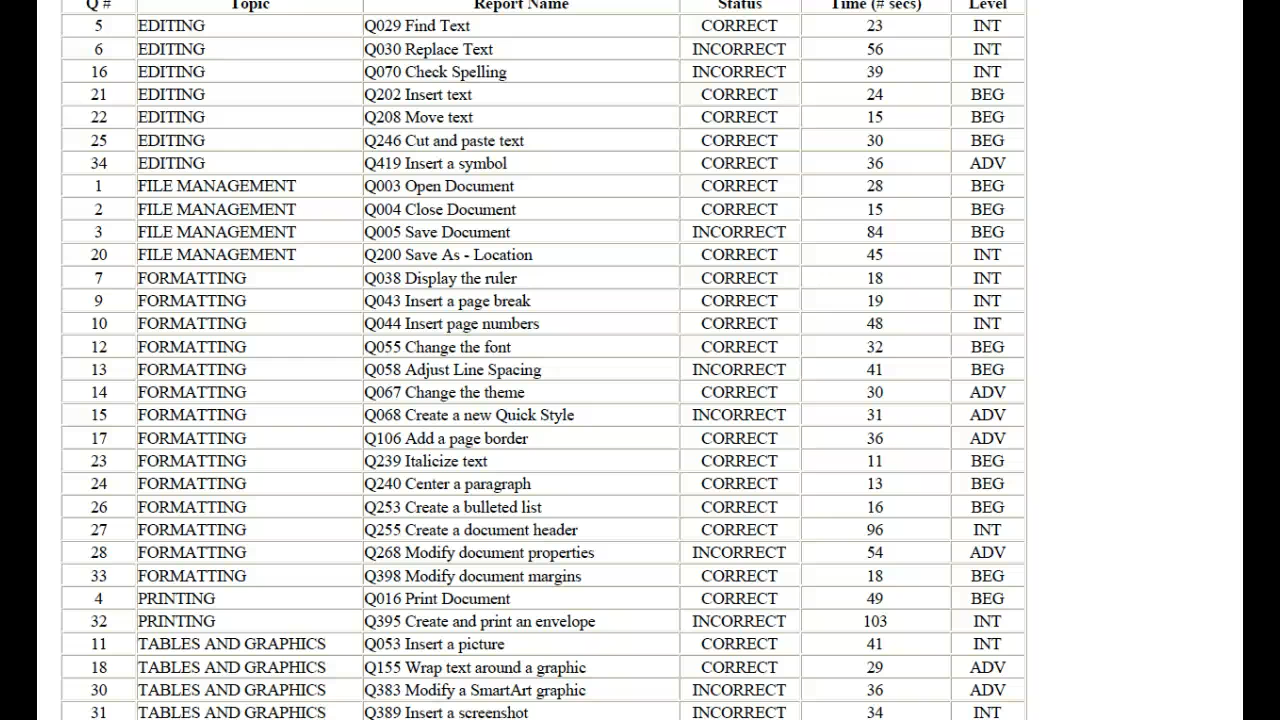 Q # Topic Report Name Status Time (# secs) Level
5 EDITING Q029 Find Text CORRECT 23 INT
6 EDITING Q030 Replace Text INCORRECT 56 INT
16 EDITING Q070 Check Spelling INCORRECT 39 INT
21 EDITING Q202 Insert text CORRECT 24 BEG
22 EDITING Q208 Move text CORRECT 15 BEG
25 EDITING Q246 Cut and paste text CORRECT 30 BEG
34 EDITING Q419 Insert a symbol CORRECT 36 ADV
1 FILE MANAGEMENT Q003 Open Document CORRECT 28 BEG
2 FILE MANAGEMENT Q004 Close Document CORRECT 15 BEG
3 FILE MANAGEMENT Q005 Save Document INCORRECT 84 BEG
20 FILE MANAGEMENT Q200 Save As - Location CORRECT 45 INT
7 FORMATTING Q038 Display the ruler CORRECT 18 INT
9 FORMATTING Q043 Insert a page break CORRECT 19 INT
10 FORMATTING Q044 Insert page numbers CORRECT 48 INT
12 FORMATTING Q055 Change the font CORRECT 32 BEG
13 FORMATTING Q058 Adjust Line Spacing INCORRECT 41 BEG
14 FORMATTING Q067 Change the theme CORRECT 30 ADV
15 FORMATTING Q068 Create a new Quick Style INCORRECT 31 ADV
17 FORMATTING Q106 Add a page border CORRECT 36 ADV
23 FORMATTING Q239 Italicize text CORRECT 11 BEG
24 FORMATTING Q240 Center a paragraph CORRECT 13 BEG
26 FORMATTING Q253 Create a bulleted list CORRECT 16 BEG
27 FORMATTING Q255 Create a document header CORRECT 96 INT
28 FORMATTING Q268 Modify document properties INCORRECT 54 ADV
33 FORMATTING Q398 Modify document margins CORRECT 18 BEG
4 PRINTING Q016 Print Document CORRECT 49 BEG
32 PRINTING Q395 Create and print an envelope INCORRECT 103 INT
11 TABLES AND GRAPHICS Q053 Insert a picture CORRECT 41 INT
18 TABLES AND GRAPHICS Q155 Wrap text around a graphic CORRECT 29 ADV
30 TABLES AND GRAPHICS Q383 Modify a SmartArt graphic INCORRECT 36 ADV
31 TABLES AND GRAPHICS Q389 Insert a screenshot INCORRECT 34 INT